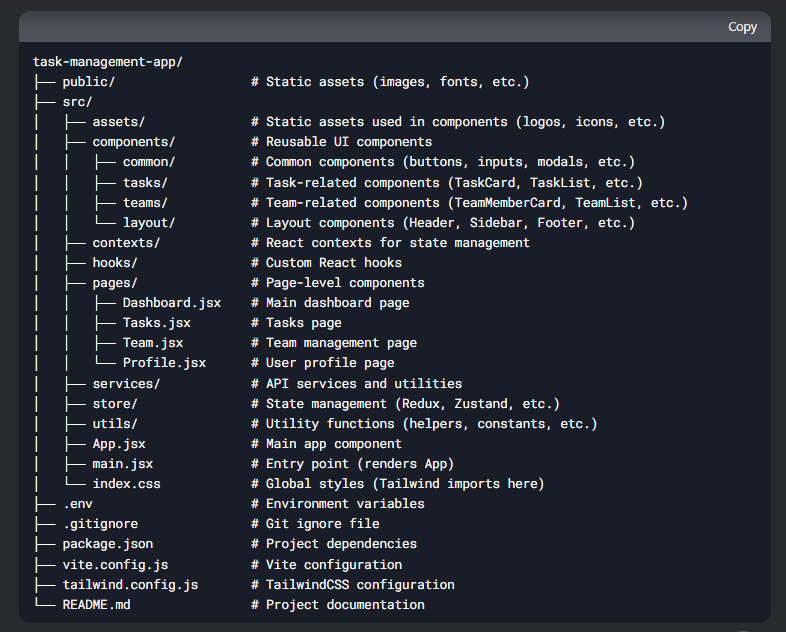 Copy
task-management-app/
├── public/                  # Static assets (images, fonts, etc.)
├── src/
│   ├── assets/              # Static assets used in components (logos, icons, etc.)
│   ├── components/          # Reusable UI components
│   │   ├── common/          # Common components (buttons, inputs, modals, etc.)
│   │   ├── tasks/           # Task-related components (TaskCard, TaskList, etc.)
│   │   ├── teams/           # Team-related components (TeamMemberCard, TeamList, etc.)
│   │   └── layout/          # Layout components (Header, Sidebar, Footer, etc.)
│   ├── contexts/            # React contexts for state management
│   ├── hooks/               # Custom React hooks
│   ├── pages/               # Page-level components
│   │   ├── Dashboard.jsx    # Main dashboard page
│   │   ├── Tasks.jsx        # Tasks page
│   │   ├── Team.jsx         # Team management page
│   │   └── Profile.jsx      # User profile page
│   ├── services/            # API services and utilities
│   ├── store/               # State management (Redux, Zustand, etc.)
│   ├── utils/               # Utility functions (helpers, constants, etc.)
│   ├── App.jsx              # Main app component
│   ├── main.jsx             # Entry point (renders App)
│   └── index.css            # Global styles (Tailwind imports here)
├── .env                     # Environment variables
├── .gitignore               # Git ignore file
├── package.json             # Project dependencies
├── vite.config.js           # Vite configuration
├── tailwind.config.js       # TailwindCSS configuration
└── README.md                # Project documentation